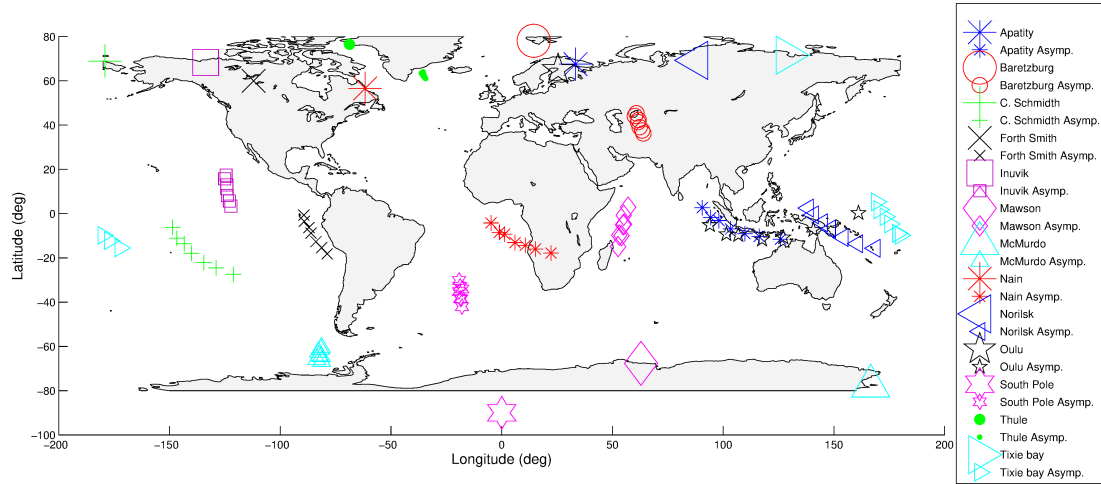 80
60
40
20
0
−20
−40
−60
−80
−100
Latitude (deg)
−200
−150
−100
−50
0
50
100
150
200
Longitude (deg)
Apatity
Apatity Asymp.
Baretzburg
Baretzburg Asymp.
C. Schmidth
C. Schmidth Asymp.
Forth Smith
Forth Smith Asymp.
Inuvik
Inuvik Asymp.
Mawson
Mawson Asymp.
McMurdo
McMurdo Asymp.
Nain
Nain Asymp.
Norilsk
Norilsk Asymp.
Oulu
Oulu Asymp.
South Pole
South Pole Asymp.
Thule
Thule Asymp.
Tixie bay
Tixie bay Asymp.